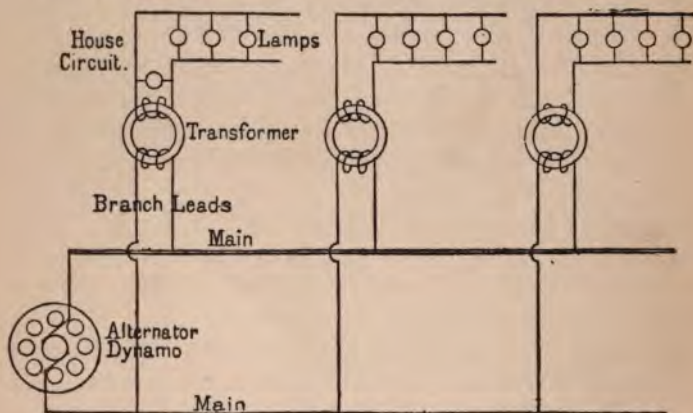 House
Circuit.
Lamps
Transformer
Branch Leads
Main
Alternator
Dynamo
Main